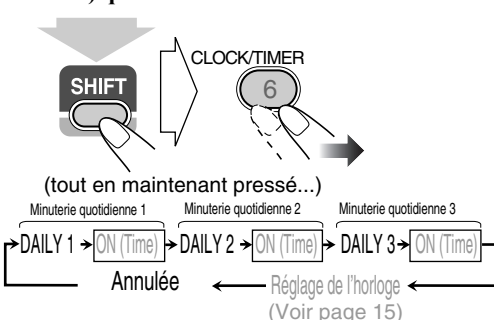 CLOCK/TIMER
SHIFT
6
(tout en maintenant pressé...)
Minuterie quotidienne 1 Minuterie quotidienne 2 Minuterie quotidienne 3
DAILY 1 ON (Time) DAILY 2 ON (Time) DAILY 3 ON (Time)
Annulée Réglage de l'horloge
(Voir page 15)